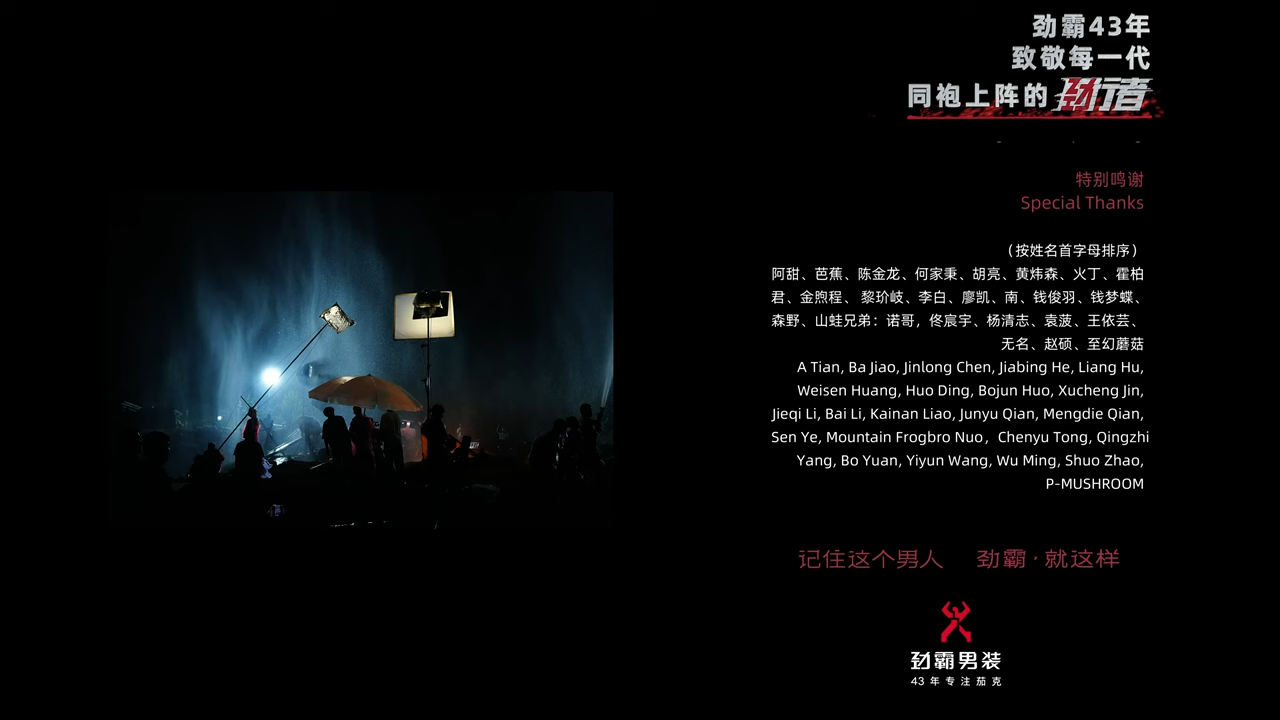 劲霸43年
致敬每一代
同袍上阵的 劲行者
特别鸣谢
Special Thanks
（按姓名首字母排序）
阿甜、芭蕉、陈金龙、何家秉、胡亮、黄炜森、火丁、霍柏
君、金煦程、黎玠岐、李白、廖凯、南、钱俊羽、钱梦蝶、
森野、山蛙兄弟：诺哥，佟宸宇、杨清志、袁菠、王依芸、
无名、赵硕、至幻蘑菇
A Tian, Ba Jiao, Jinlong Chen, Jiabing He, Liang Hu,
Weisen Huang, Huo Ding, Bojun Huo, Xucheng Jin,
Jieqi Li, Bai Li, Kainan Liao, Junyu Qian, Mengdie Qian,
Sen Ye, Mountain Frogbro Nuo，Chenyu Tong, Qingzhi
Yang, Bo Yuan, Yiyun Wang, Wu Ming, Shuo Zhao,
P-MUSHROOM
记住这个男人 劲霸·就这样
劲霸男装
43年专注茄克